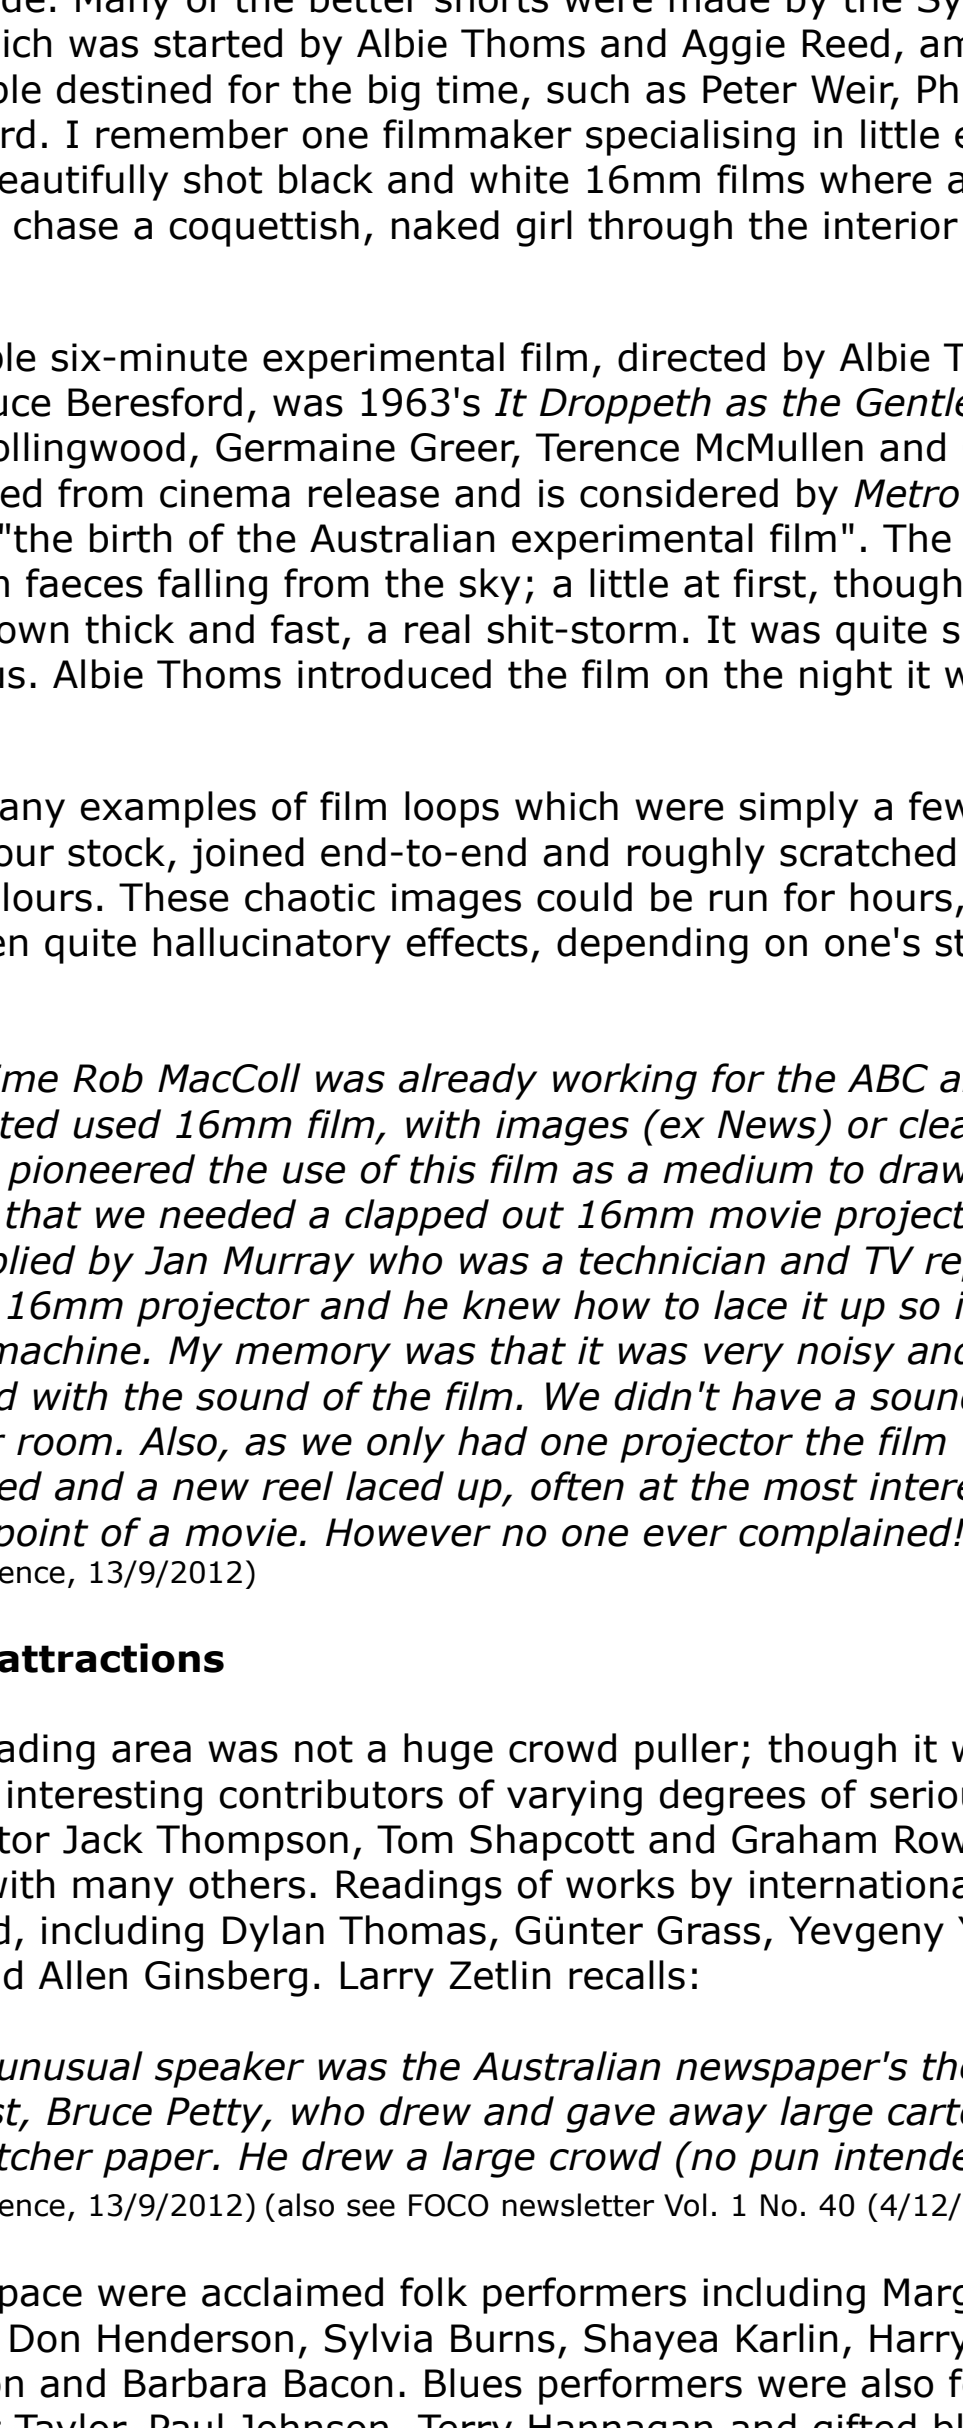 de. Many of the better shorts were made by the Sy
ich was started by Albie Thoms and Aggie Reed, am
ble destined for the big time, such as Peter Weir, Ph
rd. I remember one filmmaker specialising in little e
eautifully shot black and white 16mm films where a
chase a coquettish, naked girl through the interior
ble six-minute experimental film, directed by Albie T
uce Beresford, was 1963's It Droppeth as the Gentle
ollingwood, Germaine Greer, Terence McMullen and
ed from cinema release and is considered by Metro
"the birth of the Australian experimental film". The
n faeces falling from the sky; a little at first, though
own thick and fast, a real shit-storm. It was quite s
us. Albie Thoms introduced the film on the night it w
any examples of film loops which were simply a few
our stock, joined end-to-end and roughly scratched
lours. These chaotic images could be run for hours,
en quite hallucinatory effects, depending on one's st
ime Rob MacColl was already working for the ABC a
ted used 16mm film, with images (ex News) or clea
pioneered the use of this film as a medium to draw
that we needed a clapped out 16mm movie project
plied by Jan Murray who was a technician and TV rep
16mm projector and he knew how to lace it up so i
machine. My memory was that it was very noisy and
d with the sound of the film. We didn't have a sound
r room. Also, as we only had one projector the film
ed and a new reel laced up, often at the most intere
point of a movie. However no one ever complained!
ence, 13/9/2012)
attractions
ading area was not a huge crowd puller; though it w
interesting contributors of varying degrees of seriou
tor Jack Thompson, Tom Shapcott and Graham Row
with many others. Readings of works by internationa
d, including Dylan Thomas, Günter Grass, Yevgeny Y
d Allen Ginsberg. Larry Zetlin recalls:
unusual speaker was the Australian newspaper's the
st, Bruce Petty, who drew and gave away large carto
tcher paper. He drew a large crowd (no pun intende
ence, 13/9/2012) (also see FOCO newsletter Vol. 1 No. 40 (4/12/
pace were acclaimed folk performers including Marg
Don Henderson, Sylvia Burns, Shayea Karlin, Harry
on and Barbara Bacon. Blues performers were also f
Taylor, Paul Johnson, Terry Hannagan and gifted bl